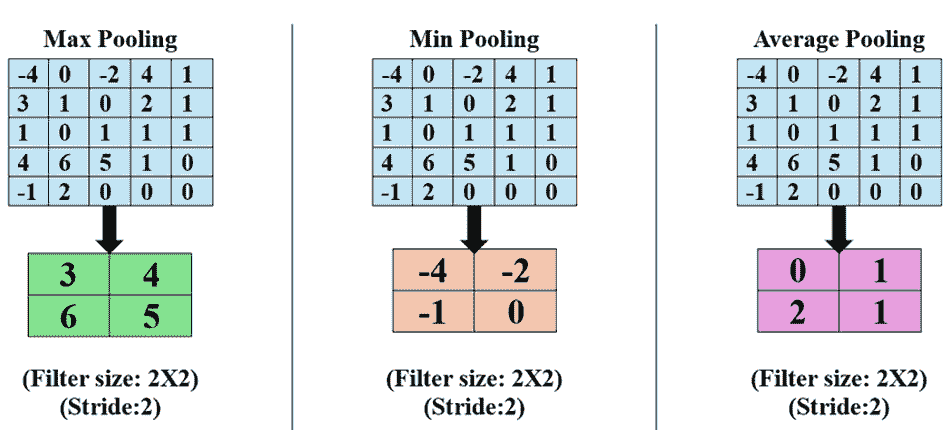 Max Pooling
-4 0 -2 4 1
3 1 0 2 1
1 0 1 1 1
4 6 5 1 0
-1 2 0 0 0
3 4
6 5
(Filter size: 2X2)
(Stride:2)
Min Pooling
-4 0 -2 4 1
3 1 0 2 1
1 0 1 1 1
4 6 5 1 0
-1 2 0 0 0
-4 -2
-1 0
(Filter size: 2X2)
(Stride:2)
Average Pooling
-4 0 -2 4 1
3 1 0 2 1
1 0 1 1 1
4 6 5 1 0
-1 2 0 0 0
0 1
2 1
(Filter size: 2X2)
(Stride:2)